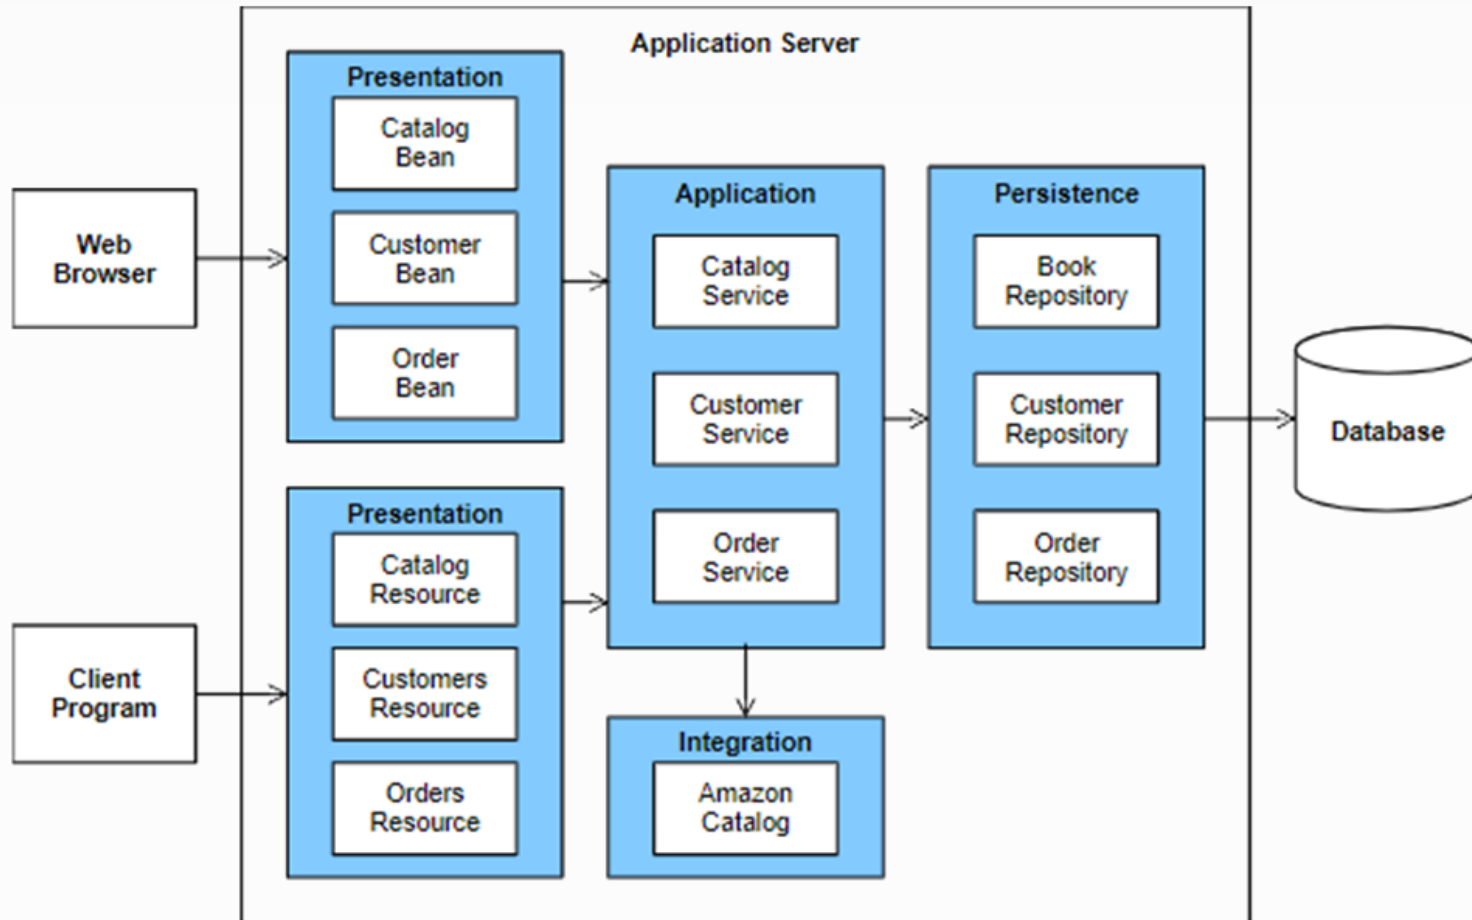 Application Server
Web
Browser
Presentation
Catalog
Bean
Customer
Bean
Order
Bean
Client
Program
Presentation
Catalog
Resource
Customers
Resource
Orders
Resource
Application
Catalog
Service
Customer
Service
Order
Service
Integration
Amazon
Catalog
Persistence
Book
Repository
Customer
Repository
Order
Repository
Database